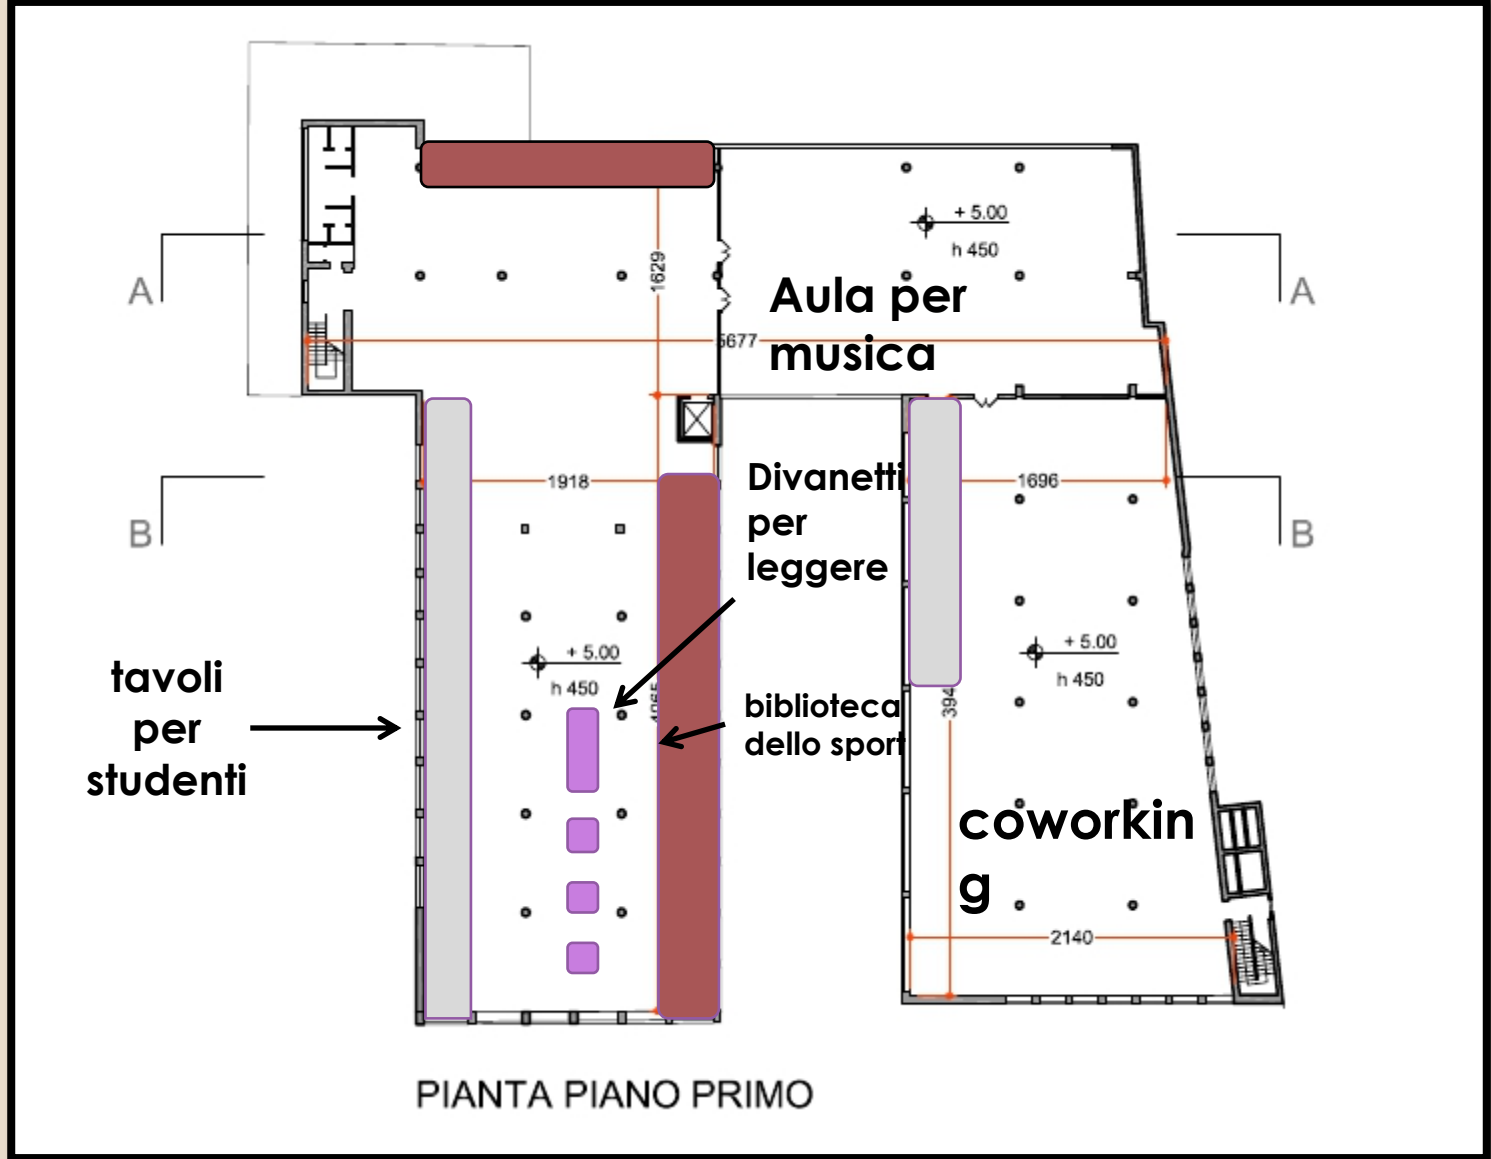 + 5.00
h 450
1629
A
Aula per
A
5677
musica
1918
Divanetti
1696
per
B
B
leggere
+ 5.00
h 450
+ 5.00
h 450
tavoli
per
studenti
biblioteca
dello sport
394
coworkin
g
2140
PIANTA PIANO PRIMO